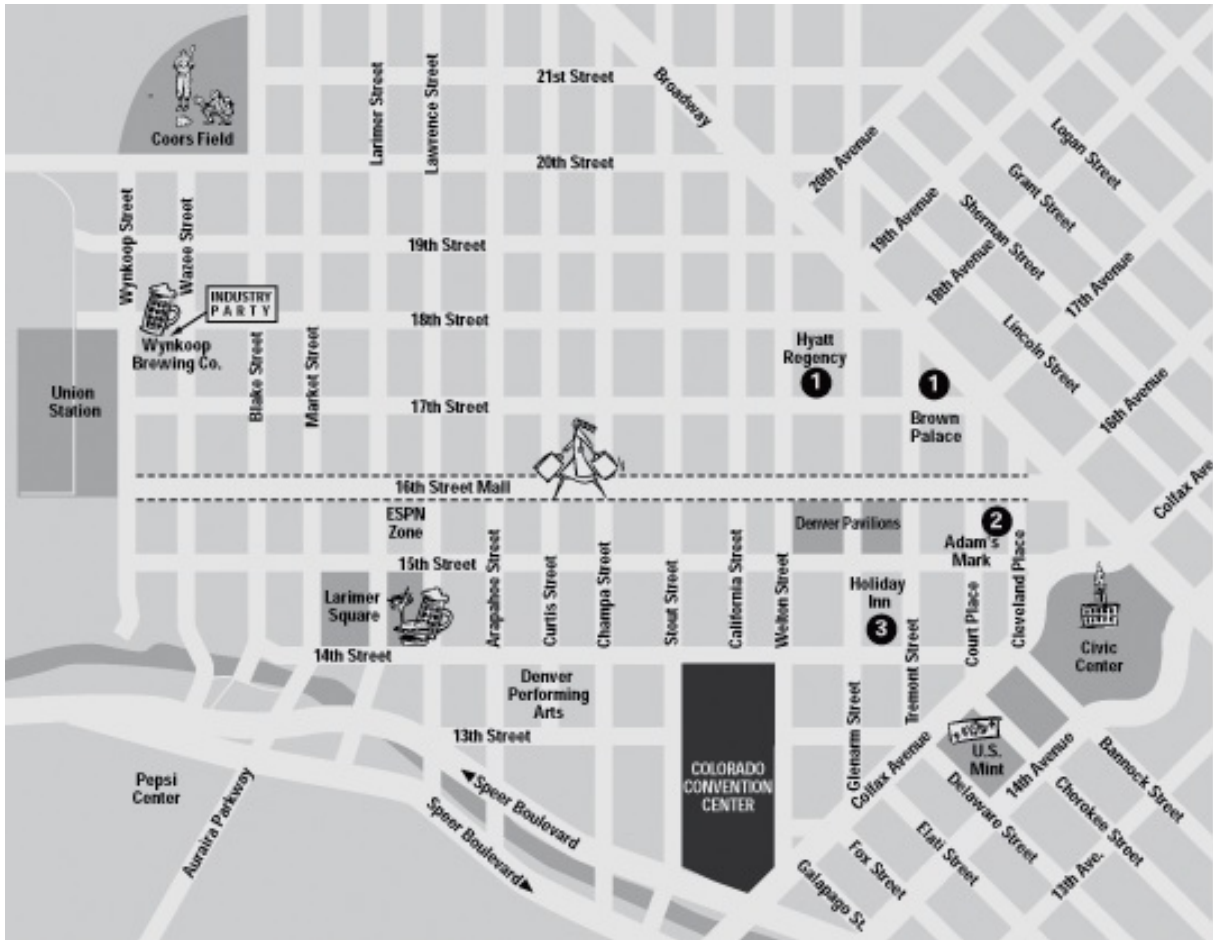 21st Street
Broadway
Larimer Street
Lawrence Street
Coors Field
20th Street
20th Avenue
Logan Street
Grant Street
Sherman Street
19th Avenue
18th Avenue
17th Avenue
Wynkoop Street
Wazee Street
19th Street
INDUSTRY
PARTY
18th Street
Wynkoop
Brewing Co.
Lincoln Street
Hyatt
Regency
1
1
Brown
Palace
16th Avenue
Union
Station
Blake Street
Market Street
17th Street
16th Street Mall
Colfax Ave.
ESPN
Zone
Denver Pavilions
2
Adam's
Mark
15th Street
Arapahoe Street
Curtis Street
Champa Street
Stout Street
California Street
Welton Street
Holiday
Inn
3
Tremont Street
Court Place
Cleveland Place
Civic
Center
Larimer
Square
14th Street
Denver
Performing
Arts
13th Street
Glenarm Street
Colfax Avenue
U.S.
Mint
14th Avenue
Bannock Street
Cherokee Street
Delaware Street
Elati Street
Fox Street
Galapago St.
13th Ave.
COLORADO
CONVENTION
CENTER
Pepsi
Center
Auraira Parkway
Speer Boulevard
Speer Boulevard